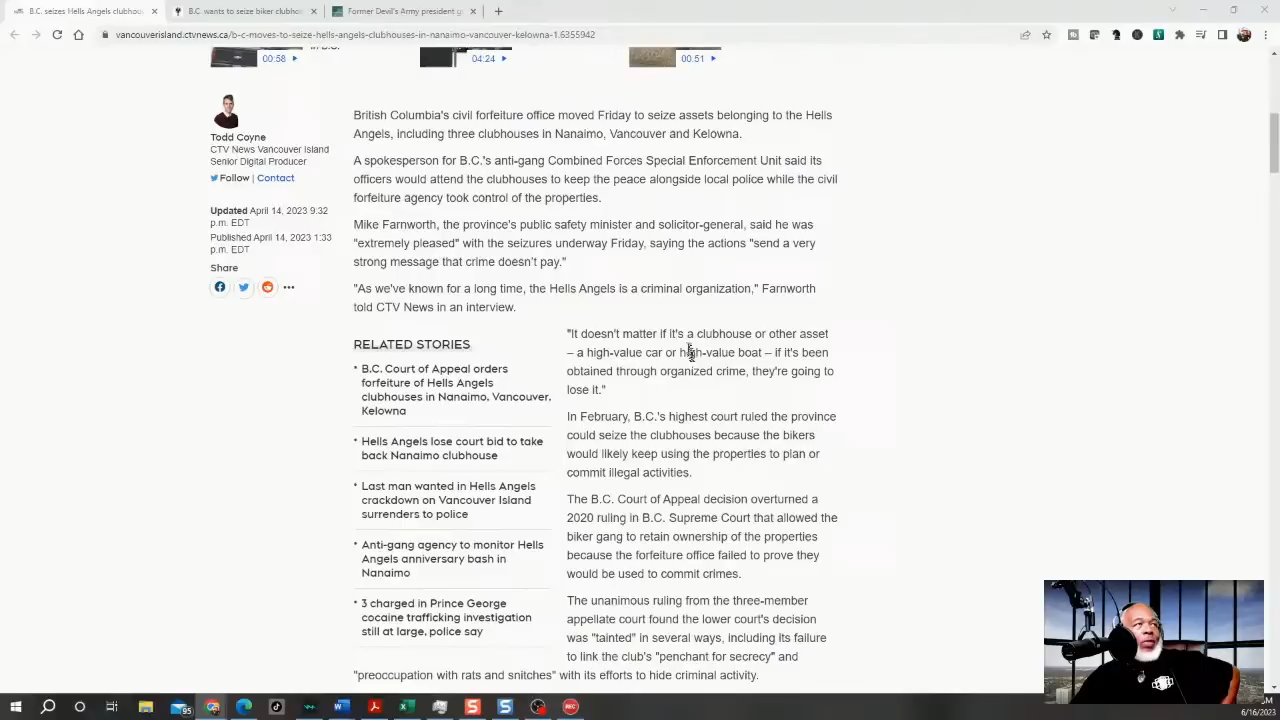 B.C. seizes Hells Angels clubhou
B.C. wants to seize biker clubho
Former Devil's Army president g
vancouverisland.ctvnews.ca/b-c-moves-to-seize-hells-angels-clubhouses-in-nanaimo-vancouver-kelowna-1.6355942
in B.C.
00:58
04:24
00:51
Todd Coyne
CTV News Vancouver Island
Senior Digital Producer
Follow | Contact
Updated April 14, 2023 9:32
p.m. EDT
Published April 14, 2023 1:33
p.m. EDT
Share
British Columbia's civil forfeiture office moved Friday to seize assets belonging to the Hells
Angels, including three clubhouses in Nanaimo, Vancouver and Kelowna.
A spokesperson for B.C.'s anti-gang Combined Forces Special Enforcement Unit said its
officers would attend the clubhouses to keep the peace alongside local police while the civil
forfeiture agency took control of the properties.
Mike Farnworth, the province's public safety minister and solicitor-general, said he was
"extremely pleased" with the seizures underway Friday, saying the actions "send a very
strong message that crime doesn't pay."
"As we've known for a long time, the Hells Angels is a criminal organization," Farnworth
told CTV News in an interview.
RELATED STORIES
B.C. Court of Appeal orders
forfeiture of Hells Angels
clubhouses in Nanaimo, Vancouver,
Kelowna
Hells Angels lose court bid to take
back Nanaimo clubhouse
Last man wanted in Hells Angels
crackdown on Vancouver Island
surrenders to police
Anti-gang agency to monitor Hells
Angels anniversary bash in
Nanaimo
3 charged in Prince George
cocaine trafficking investigation
still at large, police say
"It doesn't matter if it's a clubhouse or other asset
– a high-value car or high-value boat – if it's been
obtained through organized crime, they're going to
lose it."
In February, B.C.'s highest court ruled the province
could seize the clubhouses because the bikers
would likely keep using the properties to plan or
commit illegal activities.
The B.C. Court of Appeal decision overturned a
2020 ruling in B.C. Supreme Court that allowed the
biker gang to retain ownership of the properties
because the forfeiture office failed to prove they
would be used to commit crimes.
The unanimous ruling from the three-member
appellate court found the lower court's decision
was "tainted" in several ways, including its failure
to link the club's "penchant for secrecy" and
"preoccupation with rats and snitches" with its efforts to hide criminal activity.
6/16/2023